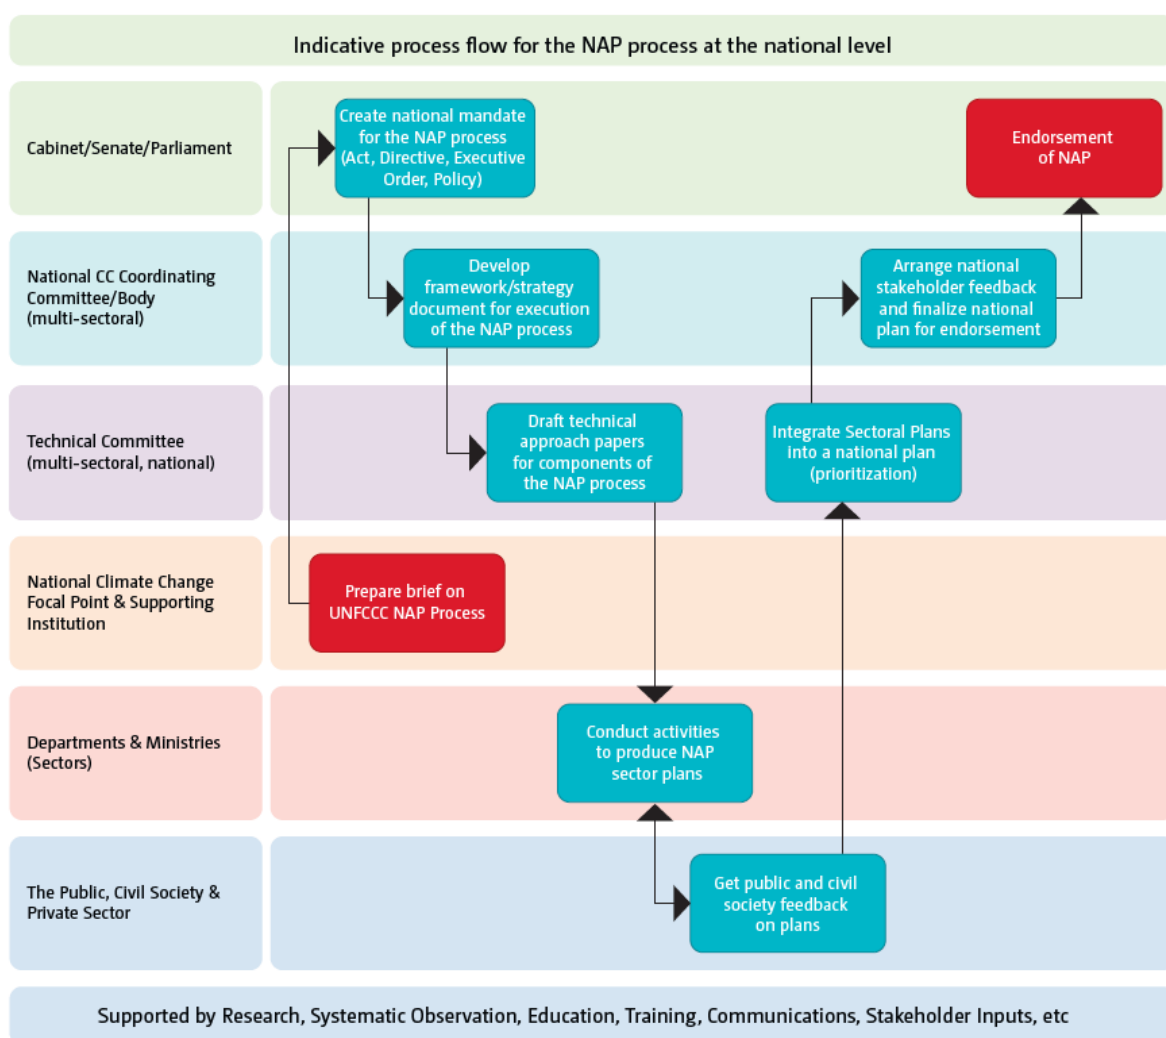 Indicative process flow for the NAP process at the national level
Cabinet/Senate/Parliament
Create national mandate
for the NAP process
(Act, Directive, Executive
Order, Policy)
Endorsement
of NAP
National CC Coordinating
Committee/Body
(multi-sectoral)
Develop
framework/strategy
document for execution
of the NAP process
Arrange national
stakeholder feedback
and finalize national
plan for endorsement
Technical Committee
(multi-sectoral, national)
Draft technical
approach papers
for components of
the NAP process
Integrate Sectoral Plans
into a national plan
(prioritization)
National Climate Change
Focal Point & Supporting
Institution
Prepare brief on
UNFCCC NAP Process
Departments & Ministries
(Sectors)
Conduct activities
to produce NAP
sector plans
The Public, Civil Society &
Private Sector
Get public and civil
society feedback
on plans
Supported by Research, Systematic Observation, Education, Training, Communications, Stakeholder Inputs, etc